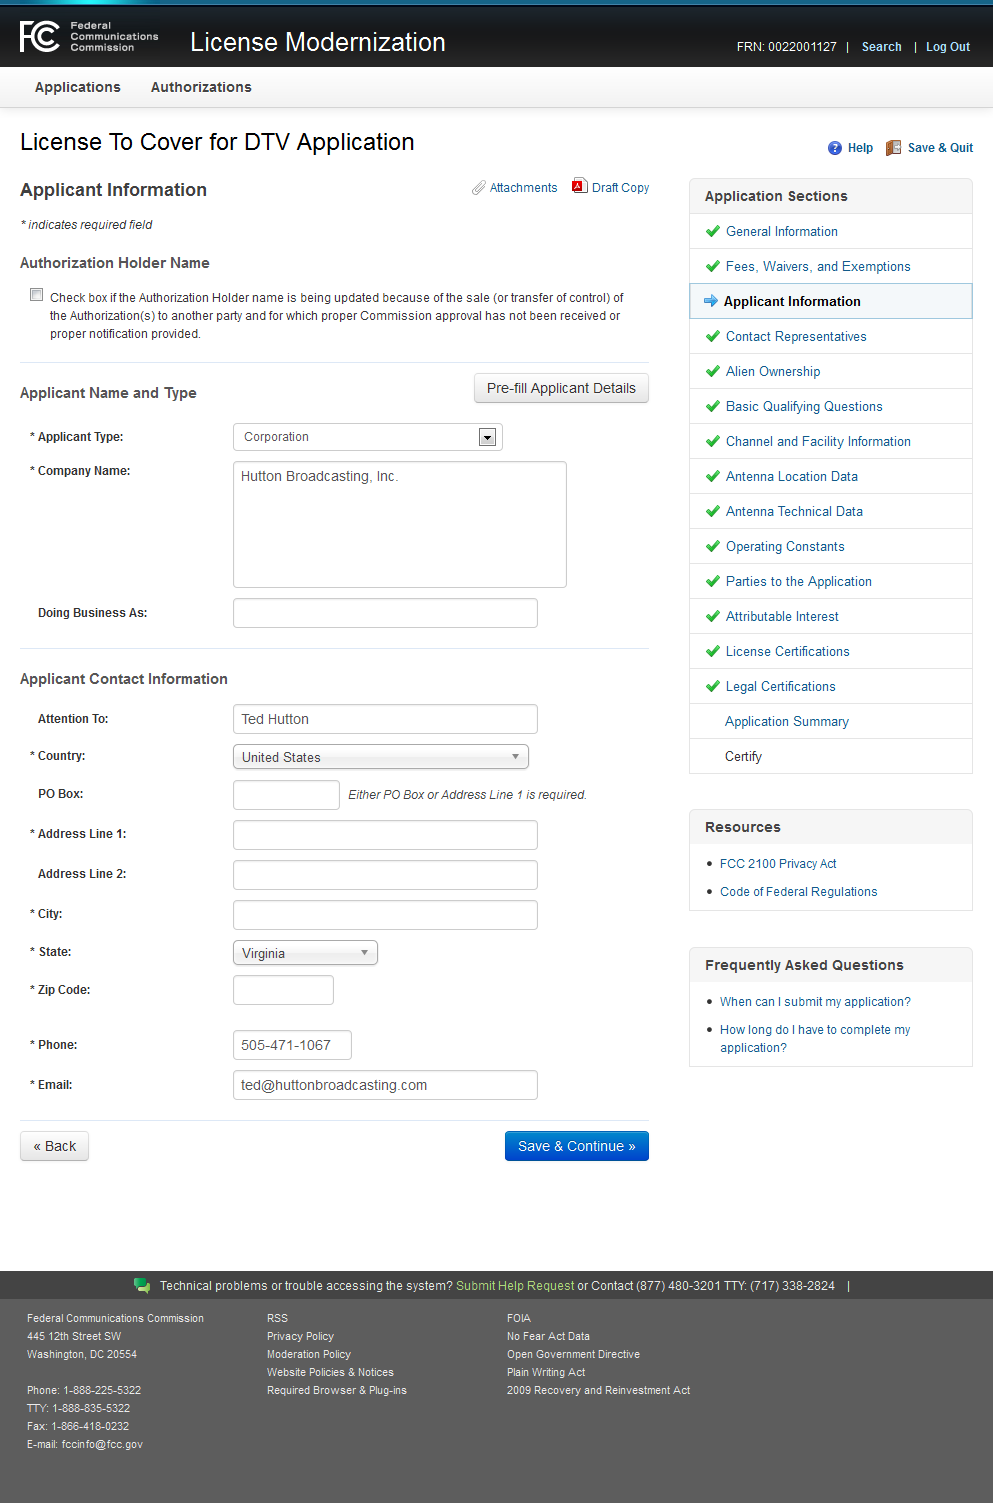 FCC Federal
Communications
Commission
License Modernization
FRN: 0022001127 | Search | Log Out
Applications Authorizations
License To Cover for DTV Application
Help Save & Quit
Applicant Information
Attachments Draft Copy
* indicates required field
Authorization Holder Name
Check box if the Authorization Holder name is being updated because of the sale (or transfer of control) of
the Authorization(s) to another party and for which proper Commission approval has not been received or
proper notification provided.
Applicant Name and Type
Pre-fill Applicant Details
* Applicant Type: Corporation
* Company Name: Hutton Broadcasting, Inc.
Doing Business As:
Applicant Contact Information
Attention To: Ted Hutton
* Country: United States
PO Box: Either PO Box or Address Line 1 is required.
* Address Line 1:
Address Line 2:
* City:
* State: Virginia
* Zip Code:
* Phone: 505-471-1067
* Email: ted@huttonbroadcasting.com
« Back Save & Continue »
Application Sections
General Information
Fees, Waivers, and Exemptions
Applicant Information
Contact Representatives
Alien Ownership
Basic Qualifying Questions
Channel and Facility Information
Antenna Location Data
Antenna Technical Data
Operating Constants
Parties to the Application
Attributable Interest
License Certifications
Legal Certifications
Application Summary
Certify
Resources
• FCC 2100 Privacy Act
• Code of Federal Regulations
Frequently Asked Questions
• When can I submit my application?
• How long do I have to complete my
application?
Technical problems or trouble accessing the system? Submit Help Request or Contact (877) 480-3201 TTY: (717) 338-2824 |
Federal Communications Commission
445 12th Street SW
Washington, DC 20554
Phone: 1-888-225-5322
TTY: 1-888-835-5322
Fax: 1-866-418-0232
E-mail: fccinfo@fcc.gov
RSS
Privacy Policy
Moderation Policy
Website Policies & Notices
Required Browser & Plug-ins
FOIA
No Fear Act Data
Open Government Directive
Plain Writing Act
2009 Recovery and Reinvestment Act